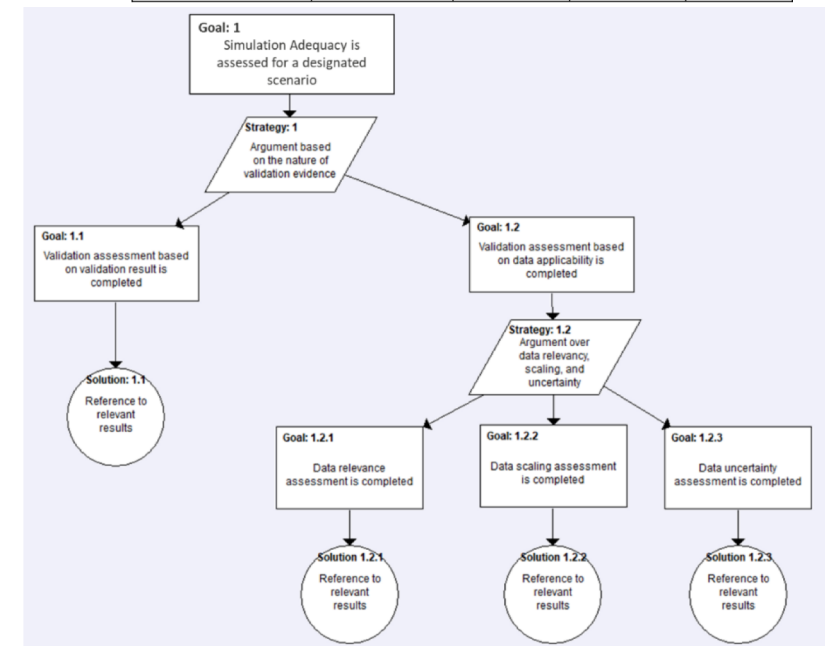 Goal: 1
Simulation Adequacy is
assessed for a designated
scenario
Strategy: 1
Argument based
on the nature of
validation evidence
Goal: 1.1
Validation assessment based
on validation result is
completed
Goal: 1.2
Validation assessment based
on data applicability is
completed
Strategy: 1.2
Argument over
data relevancy,
scaling, and
uncertainty
Solution: 1.1
Reference to
relevant
results
Goal: 1.2.1
Data relevance
assessment is completed
Goal: 1.2.2
Data scaling assessment
is completed
Goal: 1.2.3
Data uncertainty
assessment is completed
Solution 1.2.1
Reference to
relevant
results
Solution 1.2.2
Reference to
relevant
results
Solution 1.2.3
Reference to
relevant
results